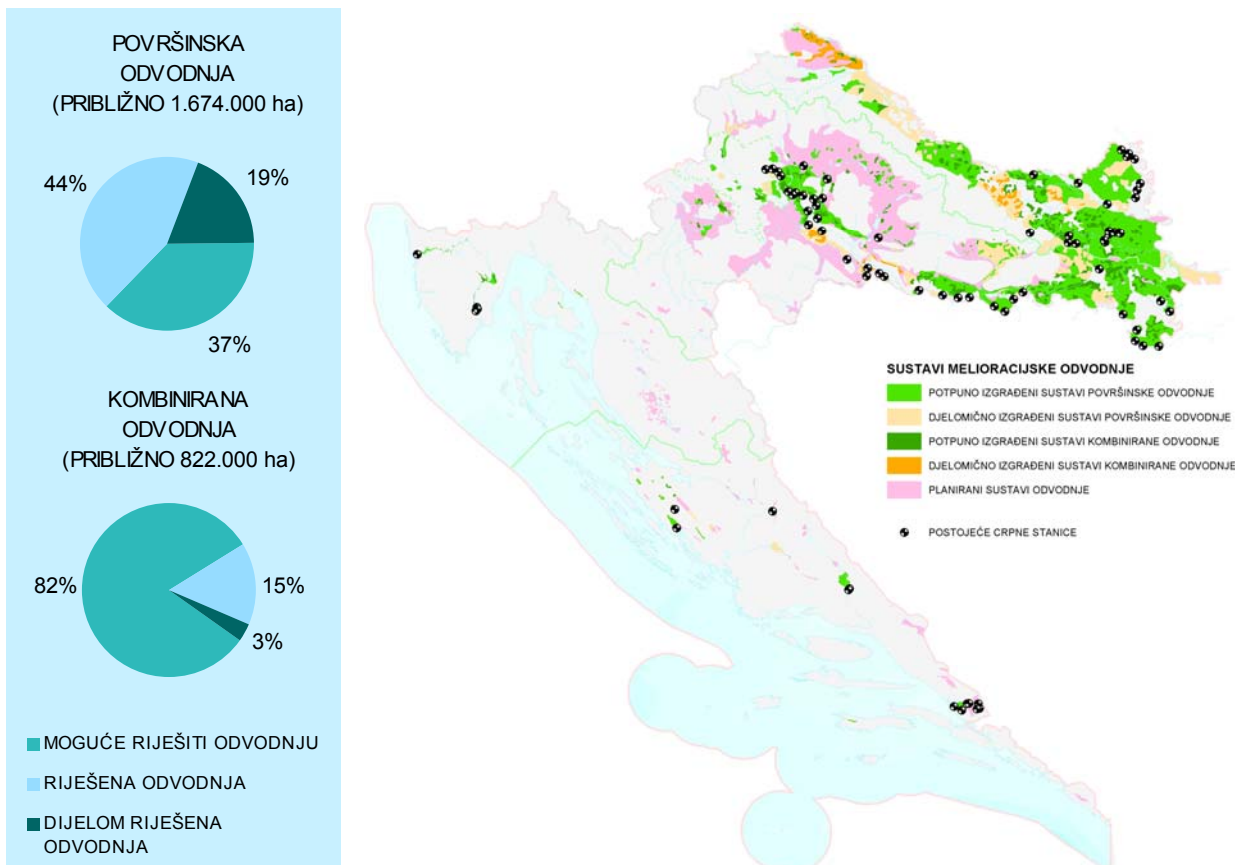 POVRŠINSKA
ODVODNJA
(PRIBLIŽNO 1.674.000 ha)
44%
19%
37%
KOMBINIRANA
ODVODNJA
(PRIBLIŽNO 822.000 ha)
82%
15%
3%
MOGUĆE RIJEŠITI ODVODNJU
RIJEŠENA ODVODNJA
DIJELOM RIJEŠENA
ODVODNJA
SUSTAVI MELIORACIJSKE ODVODNJE
POTPUNO IZGRAĐENI SUSTAVI POVRŠINSKE ODVODNJE
DJELOMIČNO IZGRAĐENI SUSTAVI POVRŠINSKE ODVODNJE
POTPUNO IZGRAĐENI SUSTAVI KOMBINIRANE ODVODNJE
DJELOMIČNO IZGRAĐENI SUSTAVI KOMBINIRANE ODVODNJE
PLANIRANI SUSTAVI ODVODNJE
POSTOJEĆE CRPNE STANICE